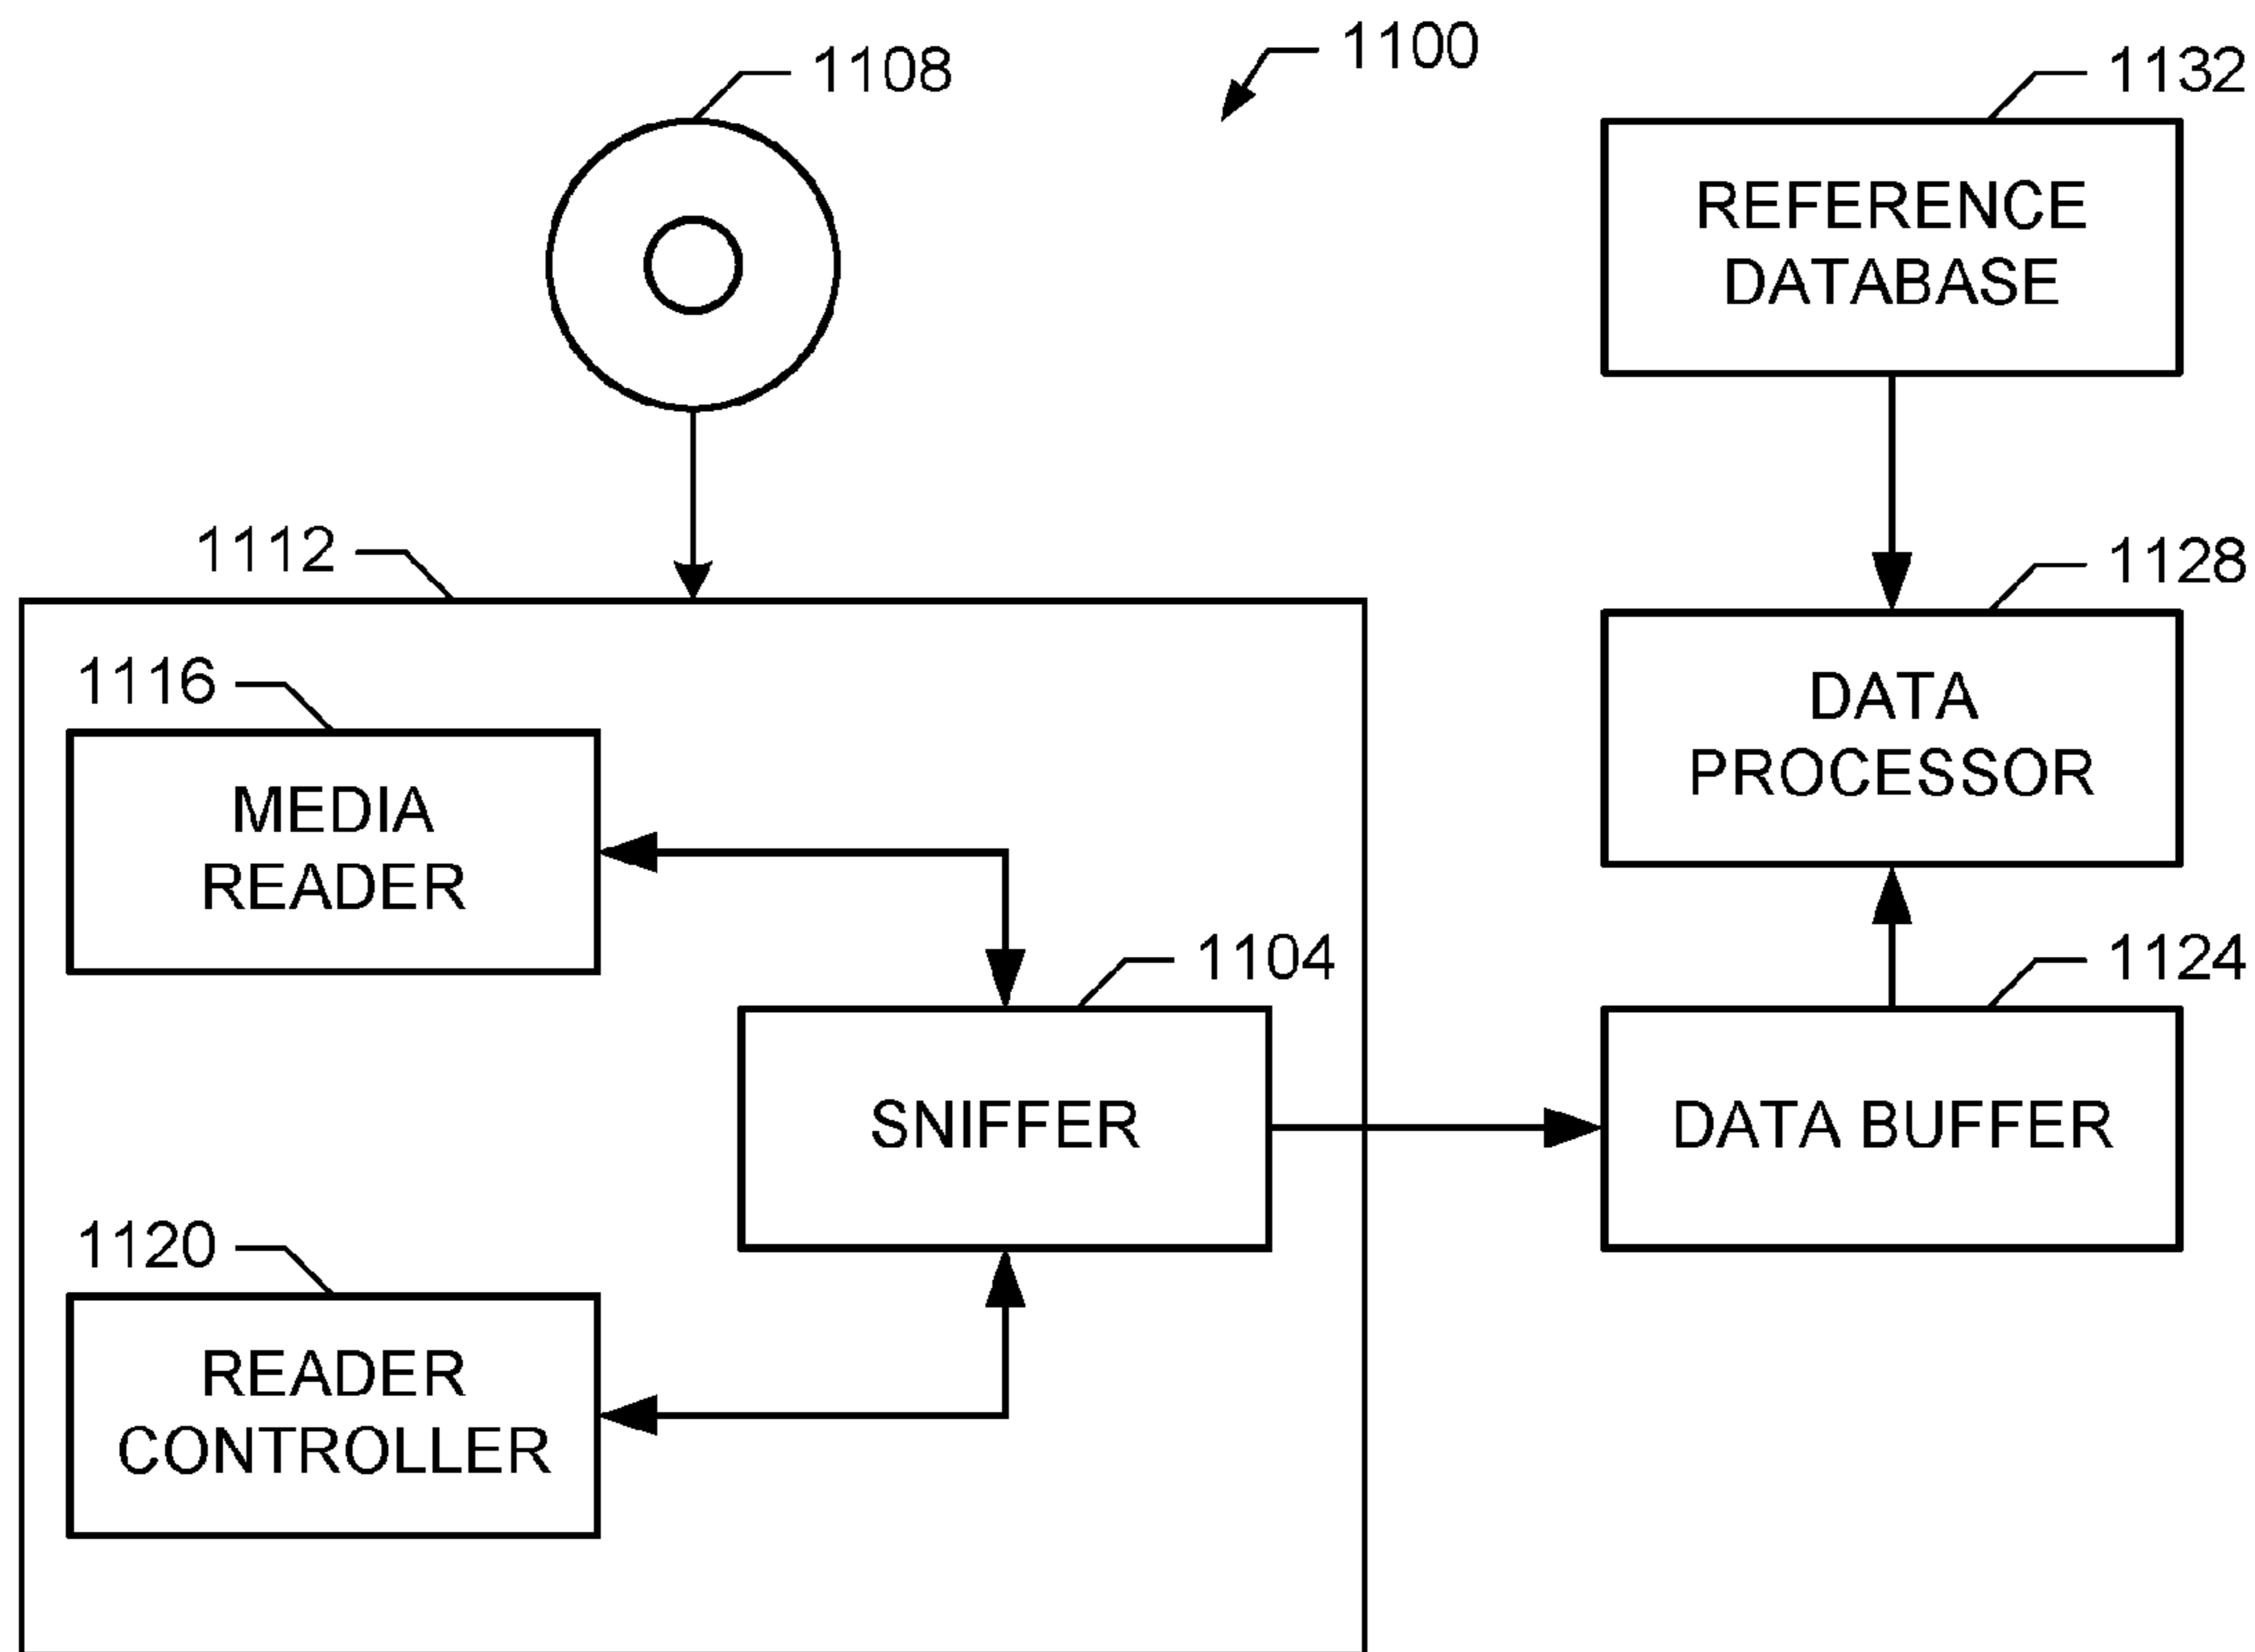 1108
1100
1132
REFERENCE
DATABASE
1112
1128
1116
DATA
PROCESSOR
MEDIA
READER
1104
1124
SNIFFER
DATA BUFFER
1120
READER
CONTROLLER